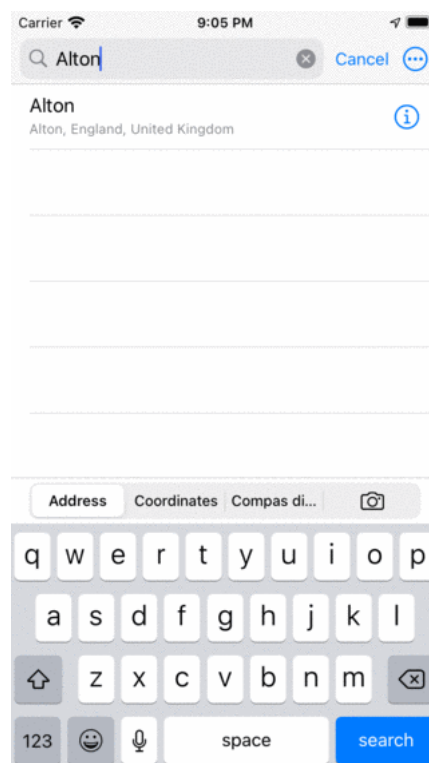 Carrier 9:05 PM
Alton Cancel
Alton
Alton, England, United Kingdom
Address Coordinates Compas di...
q w e r t y u i o p
a s d f g h j k l
z x c v b n m
123 space search